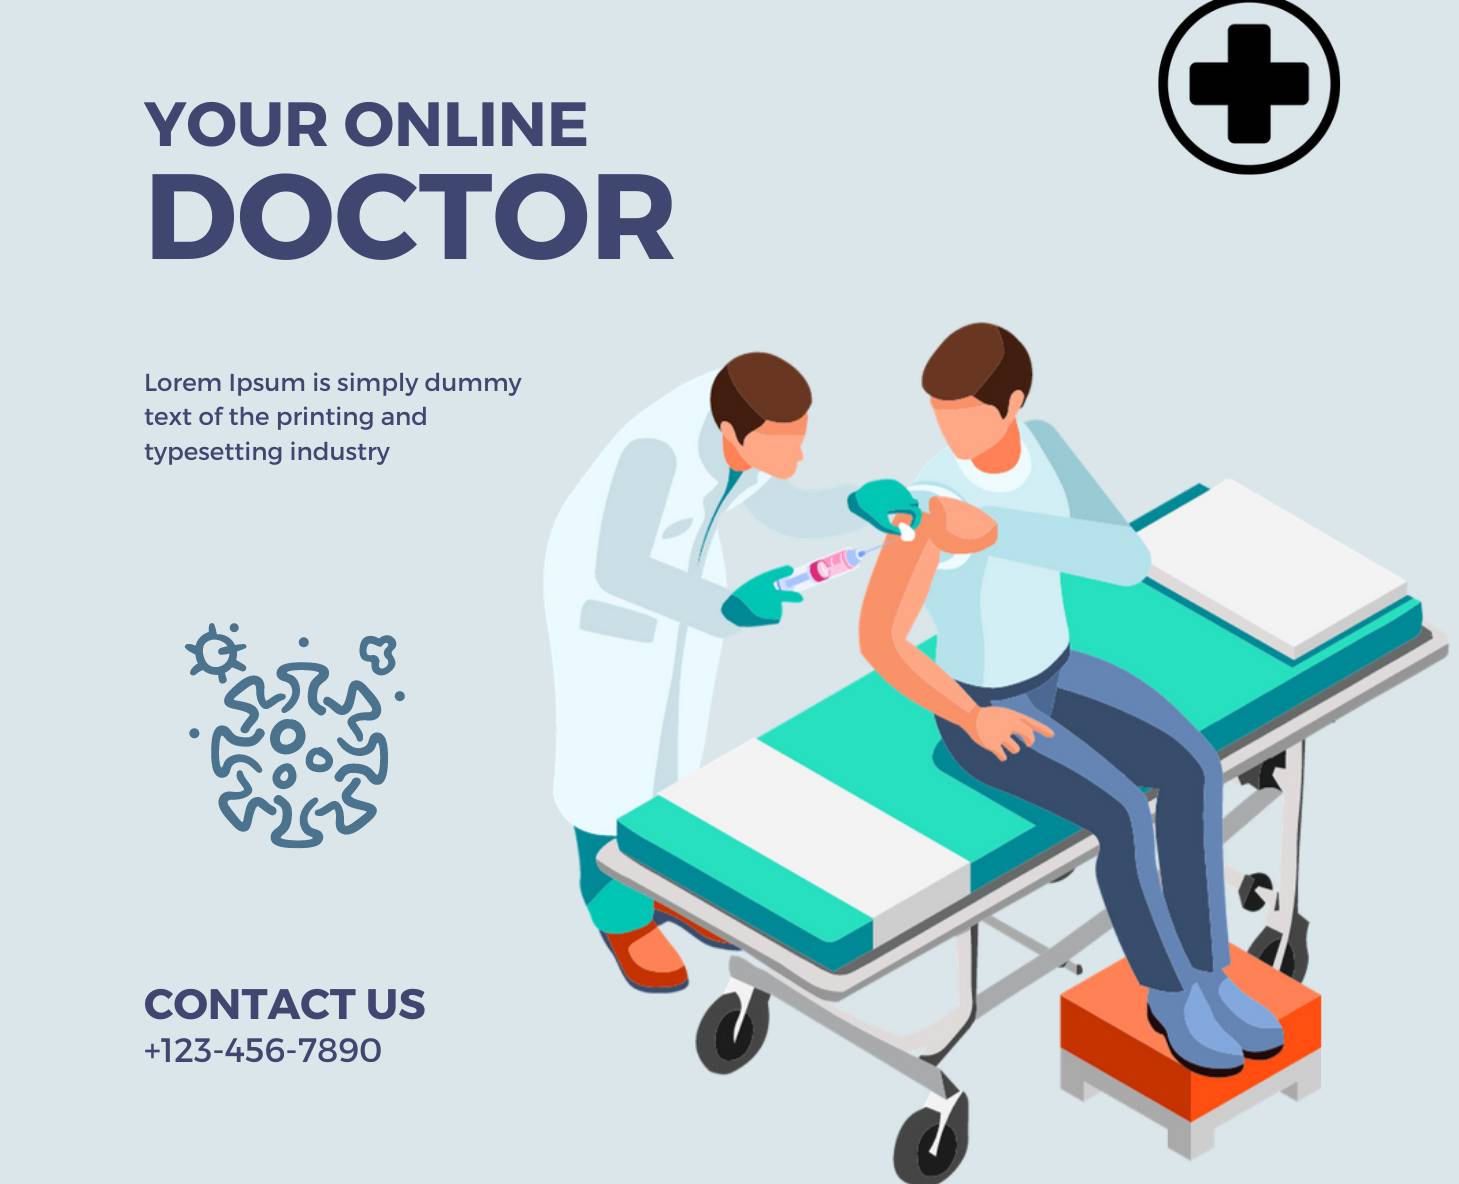 YOUR ONLINE
DOCTOR
Lorem Ipsum is simply dummy
text of the printing and
typesetting industry
CONTACT US
+123-456-7890